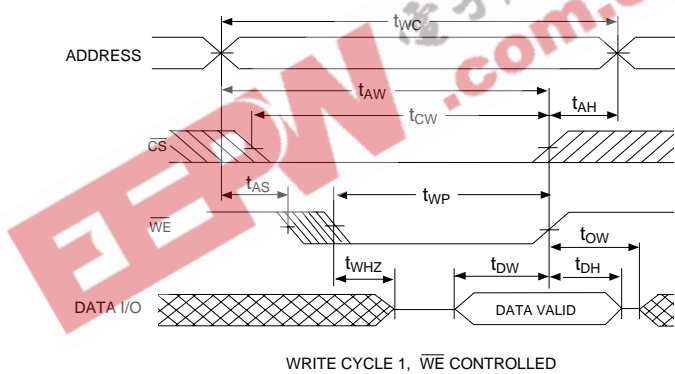 tWC
ADDRESS
tAW
tCW
tAH
CS
tAS
tWP
WE
tOW
tWHZ
tDW
tDH
DATA I/O
DATA VALID
WRITE CYCLE 1, WE CONTROLLED
EEPW
.com.c